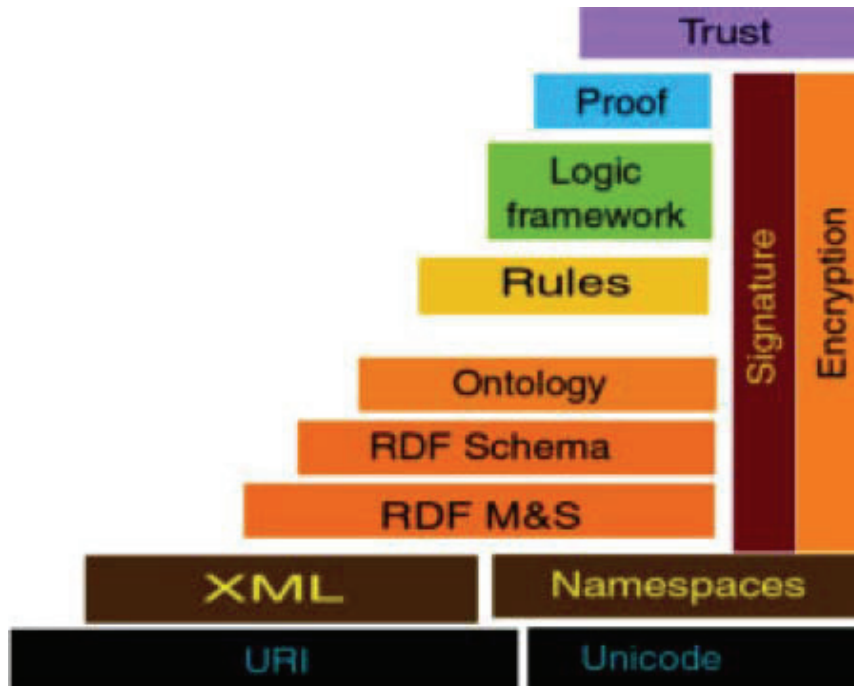 Trust
Proof
Logic
framework
Rules
Ontology
RDF Schema
RDF M&S
Signature
Encryption
XML
Namespaces
URI
Unicode